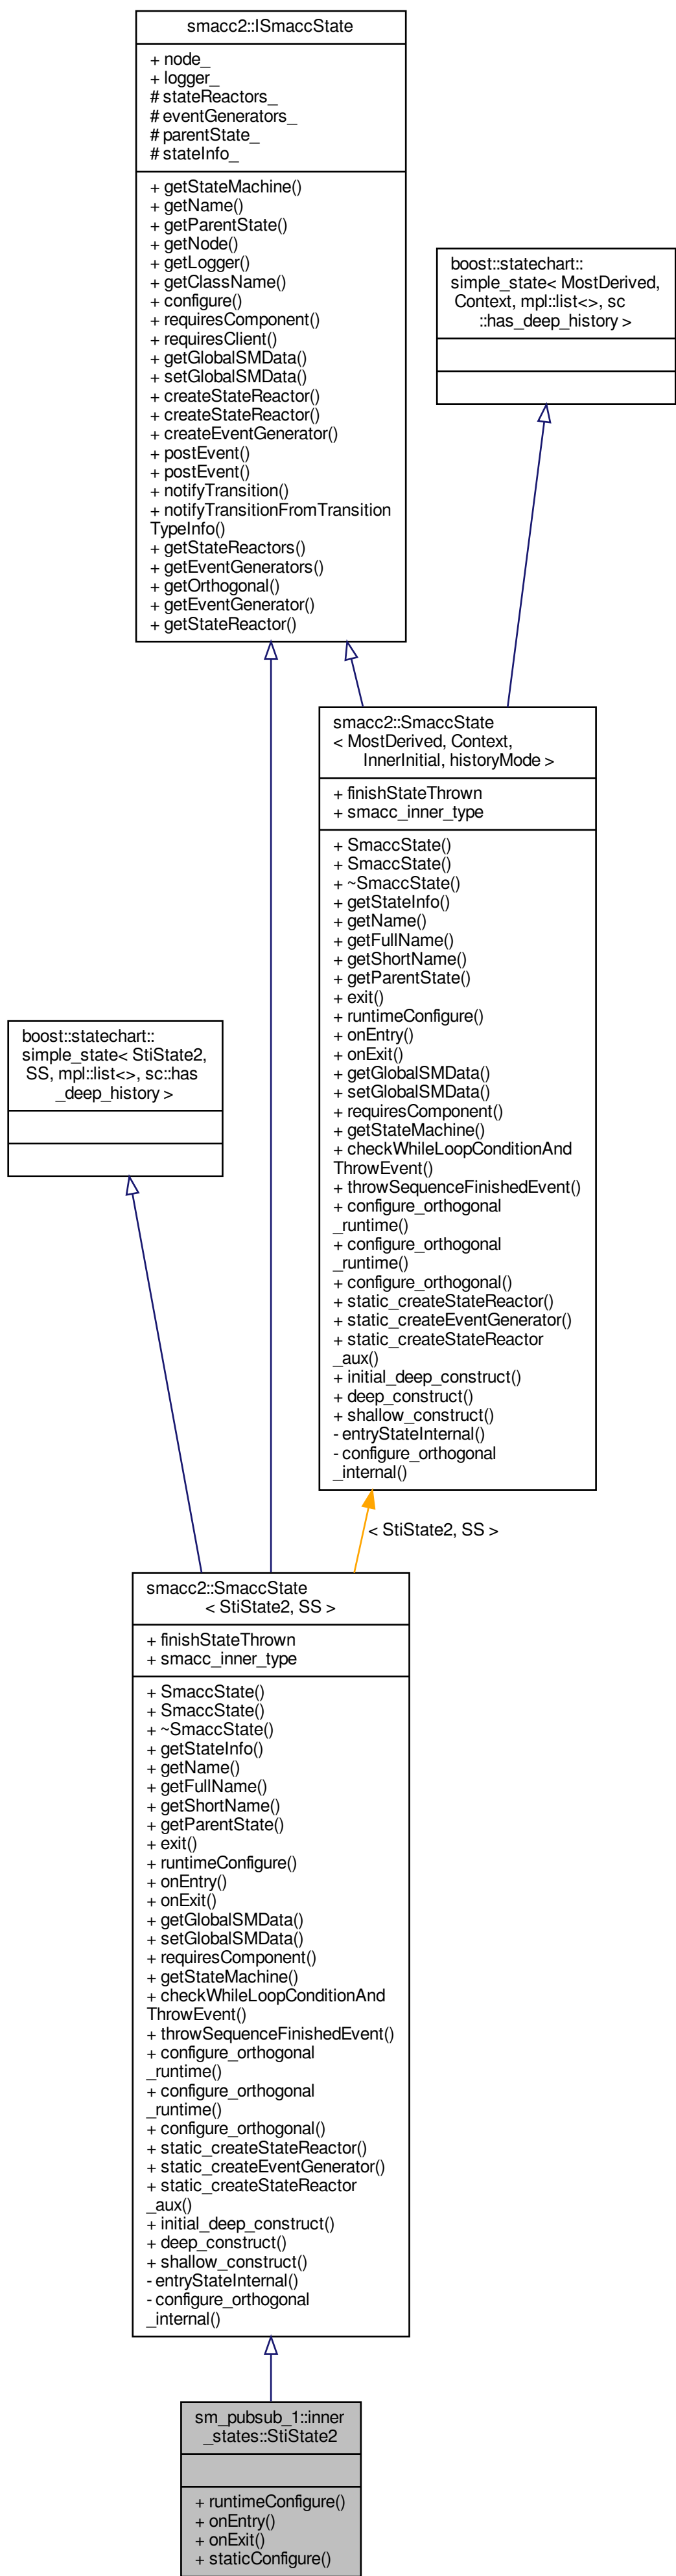 smacc2::ISmaccState
+ node_
+ logger_
# stateReactors_
# eventGenerators_
# parentState_
# stateInfo_
+ getStateMachine()
+ getName()
+ getParentState()
+ getNode()
+ getLogger()
+ getClassName()
+ configure()
+ requiresComponent()
+ requiresClient()
+ getGlobalSMData()
+ setGlobalSMData()
+ createStateReactor()
+ createStateReactor()
+ createEventGenerator()
+ postEvent()
+ postEvent()
+ notifyTransition()
+ notifyTransitionFromTransition
TypeInfo()
+ getStateReactors()
+ getEventGenerators()
+ getOrthogonal()
+ getEventGenerator()
+ getStateReactor()
boost::statechart::
simple_state< MostDerived,
Context, mpl::list<>, sc
::has_deep_history >
smacc2::SmaccState
< MostDerived, Context,
InnerInitial, historyMode >
+ finishStateThrown
+ smacc_inner_type
+ SmaccState()
+ SmaccState()
+ ~SmaccState()
+ getStateInfo()
+ getName()
+ getFullName()
+ getShortName()
+ getParentState()
+ exit()
+ runtimeConfigure()
+ onEntry()
+ onExit()
+ getGlobalSMData()
+ setGlobalSMData()
+ requiresComponent()
+ getStateMachine()
+ checkWhileLoopConditionAnd
ThrowEvent()
+ throwSequenceFinishedEvent()
+ configure_orthogonal
_runtime()
+ configure_orthogonal
_runtime()
+ configure_orthogonal()
+ static_createStateReactor()
+ static_createEventGenerator()
+ static_createStateReactor
_aux()
+ initial_deep_construct()
+ deep_construct()
+ shallow_construct()
- entryStateInternal()
- configure_orthogonal
_internal()
boost::statechart::
simple_state< StiState2,
SS, mpl::list<>, sc::has
_deep_history >
< StiState2, SS >
smacc2::SmaccState
< StiState2, SS >
+ finishStateThrown
+ smacc_inner_type
+ SmaccState()
+ SmaccState()
+ ~SmaccState()
+ getStateInfo()
+ getName()
+ getFullName()
+ getShortName()
+ getParentState()
+ exit()
+ runtimeConfigure()
+ onEntry()
+ onExit()
+ getGlobalSMData()
+ setGlobalSMData()
+ requiresComponent()
+ getStateMachine()
+ checkWhileLoopConditionAnd
ThrowEvent()
+ throwSequenceFinishedEvent()
+ configure_orthogonal
_runtime()
+ configure_orthogonal
_runtime()
+ configure_orthogonal()
+ static_createStateReactor()
+ static_createEventGenerator()
+ static_createStateReactor
_aux()
+ initial_deep_construct()
+ deep_construct()
+ shallow_construct()
- entryStateInternal()
- configure_orthogonal
_internal()
sm_pubsub_1::inner
_states::StiState2
+ runtimeConfigure()
+ onEntry()
+ onExit()
+ staticConfigure()